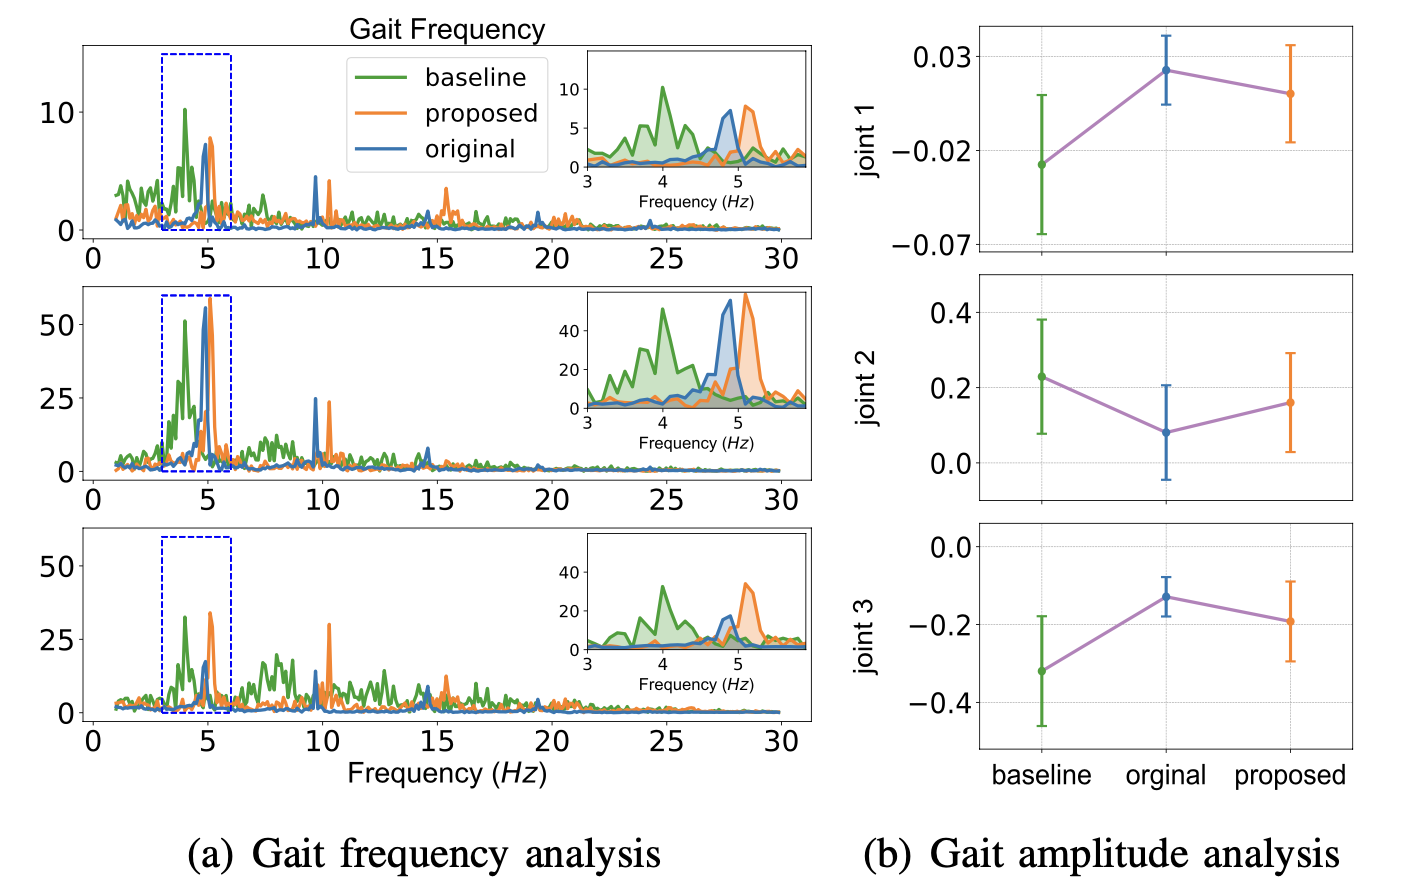 Gait Frequency
baseline
proposed
original
10
0
0 5 10 15 20 25 30
10
5
0
3 4 5
Frequency (Hz)
50
25
0
0 5 10 15 20 25 30
40
20
0
3 4 5
Frequency (Hz)
50
25
0
0 5 10 15 20 25 30
40
20
0
3 4 5
Frequency (Hz)
Frequency (Hz)
(a) Gait frequency analysis
joint 1
0.03
−0.02
−0.07
joint 2
0.4
0.2
0.0
joint 3
0.0
−0.2
−0.4
baseline orginal proposed
(b) Gait amplitude analysis